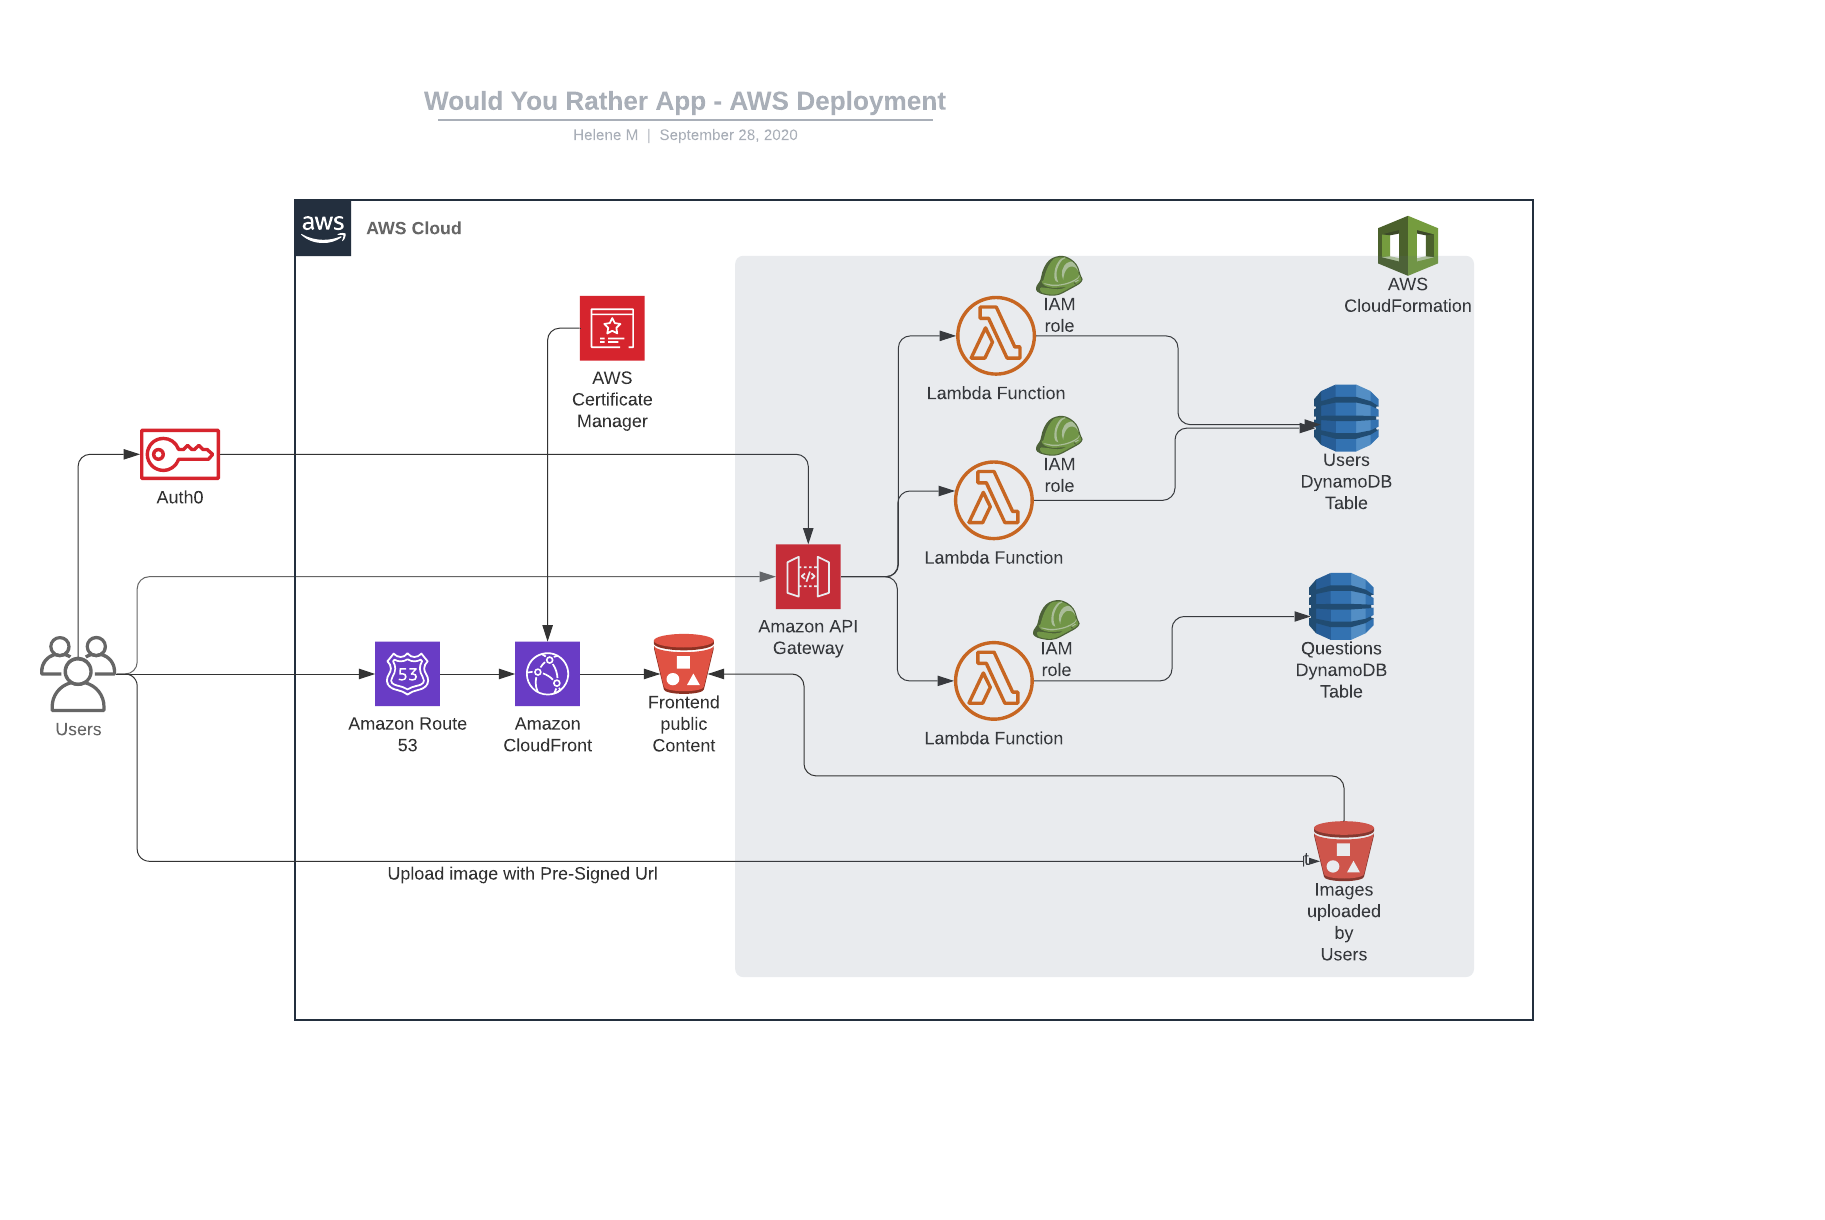 Would You Rather App - AWS Deployment
Helene M | September 28, 2020
aws
AWS Cloud
AWS
CloudFormation
IAM
role
Lambda Function
AWS
Certificate
Manager
Auth0
IAM
role
Lambda Function
Users
DynamoDB
Table
Amazon API
Gateway
IAM
role
Lambda Function
Questions
DynamoDB
Table
Users
53
Amazon Route
53
Amazon
CloudFront
Frontend
public
Content
Upload image with Pre-Signed Url
Images
uploaded
by
Users